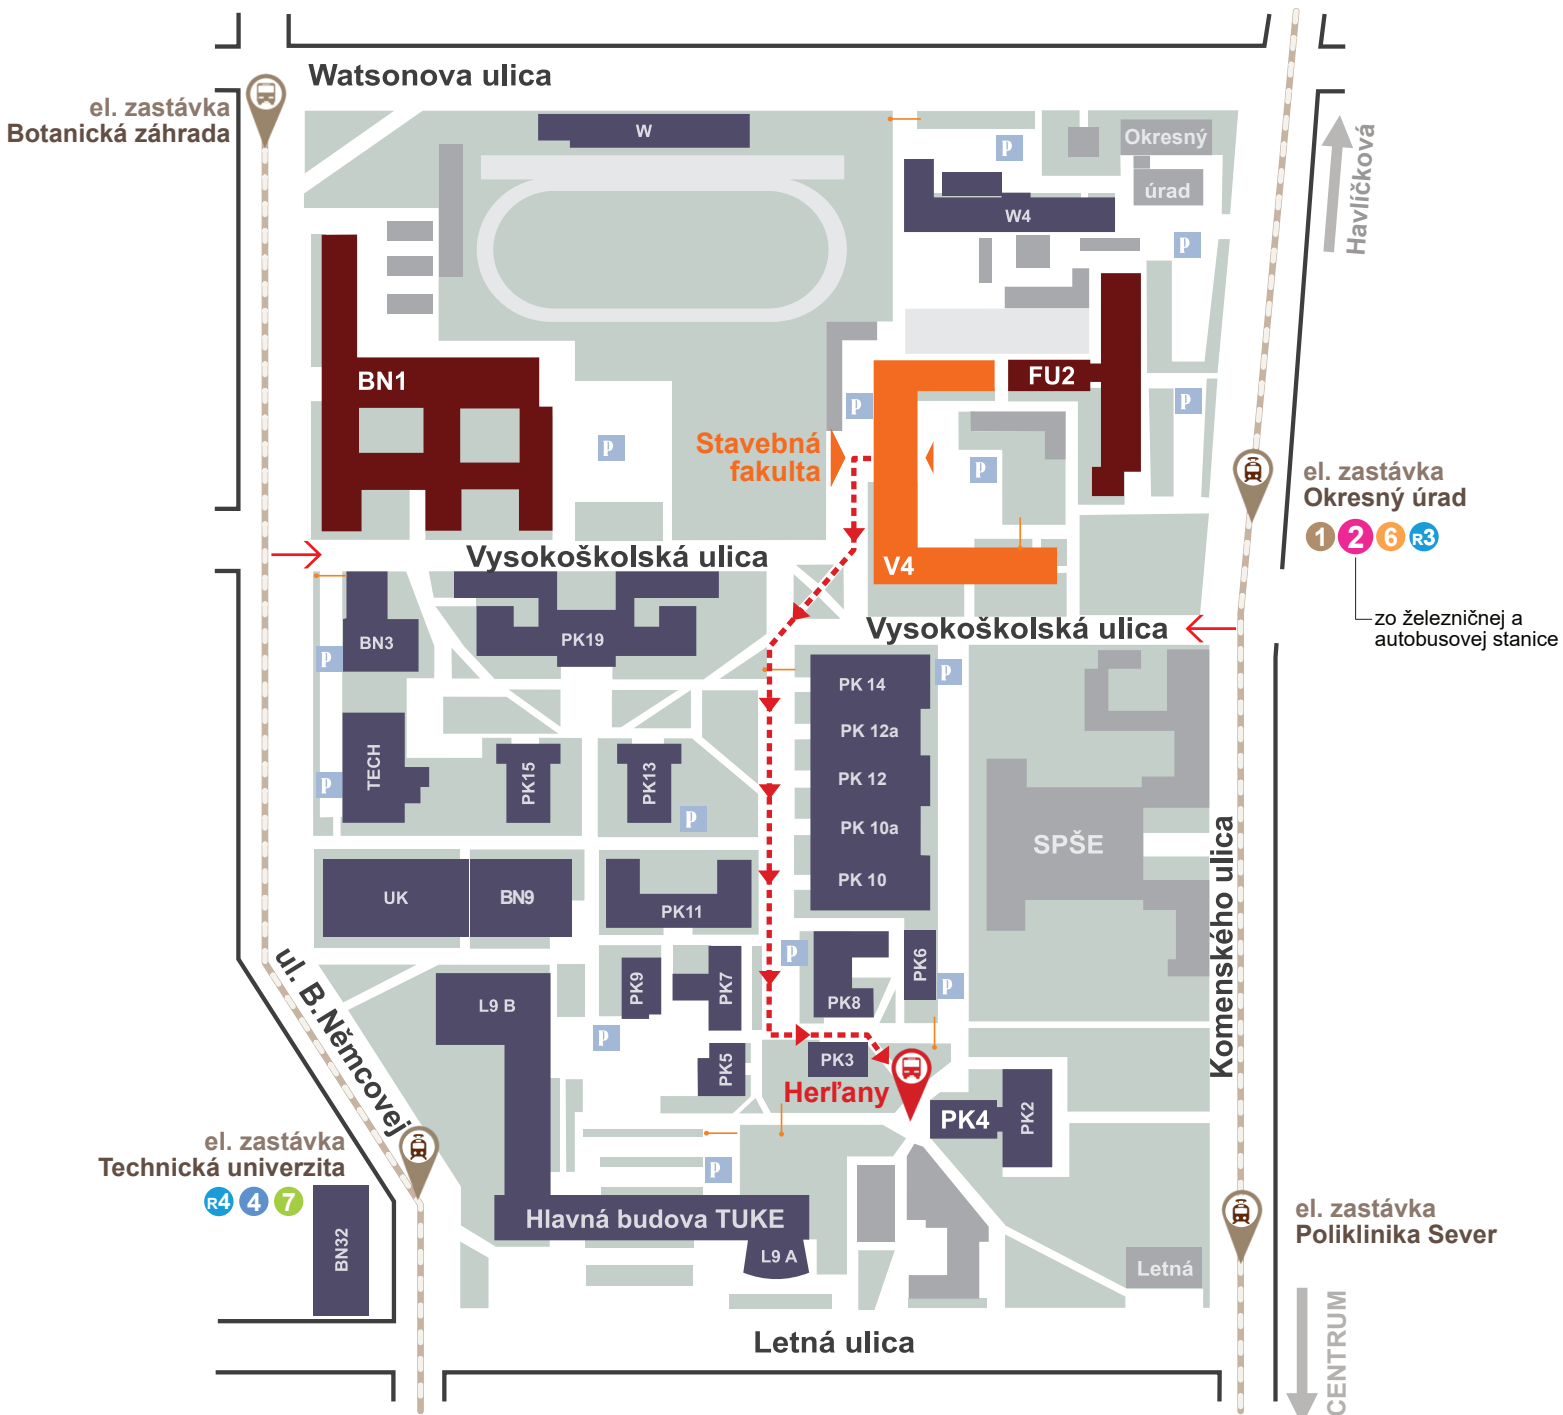 Watsonova ulica
el. zastávka
Botanická záhrada
W
P
Okresný
úrad
W4
P
Havlíčková
BN1
P
FU2
P
P
Stavebná
fakulta
P
el. zastávka
Okresný úrad
1 2 6 R3
zo železničnej a
autobusovej stanice
Vysokoškolská ulica
V4
Vysokoškolská ulica
BN3
P
PK19
PK 14
P
PK 12a
TECH
P
PK15
PK13
P
PK 12
PK 10a
SPŠE
PK 10
UK
BN9
PK11
Komenského ulica
ul. B. Němcovej
L9 B
PK9
PK7
P
PK8
PK6
P
P
PK5
PK3
Herľany
PK4
PK2
el. zastávka
Technická univerzita
R4 4 7
BN32
P
Hlavná budova TUKE
L9 A
el. zastávka
Poliklinika Sever
Letná
CENTRUM
Letná ulica